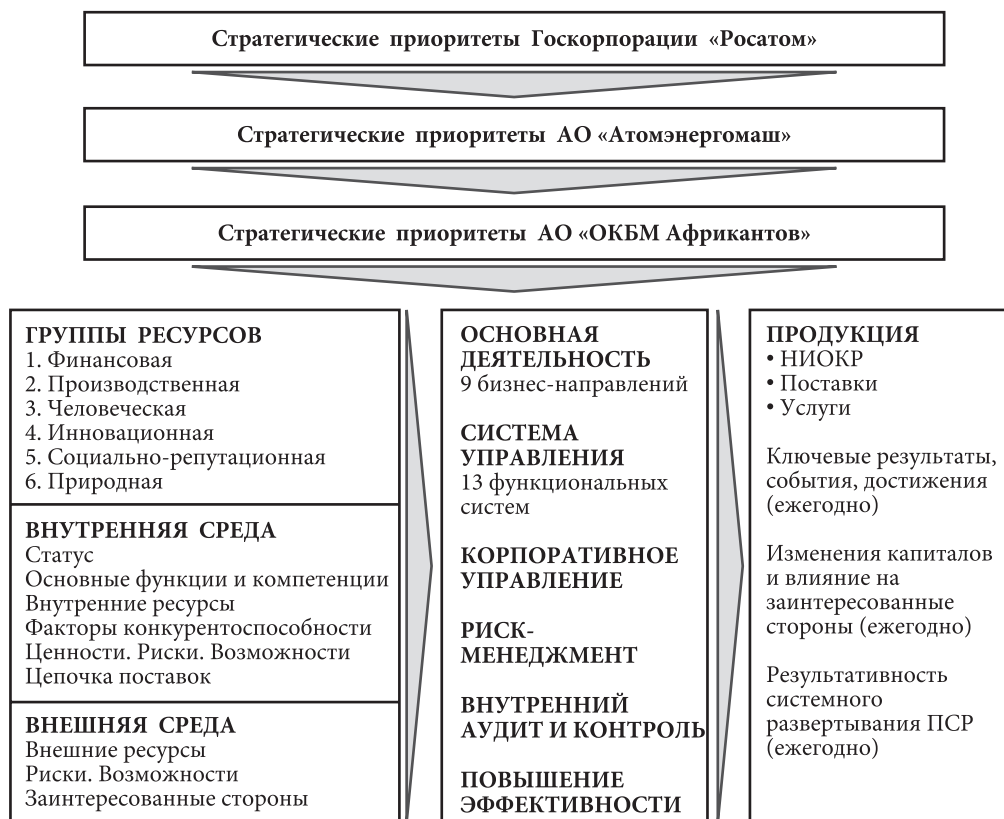 Стратегические приоритеты Госкорпорации «Росатом»
Стратегические приоритеты АО «Атомэнергомаш»
Стратегические приоритеты АО «ОКБМ Африкантов»
ГРУППЫ РЕСУРСОВ
1. Финансовая
2. Производственная
3. Человеческая
4. Инновационная
5. Социально-репутационная
6. Природная
ВНУТРЕННЯЯ СРЕДА
Статус
Основные функции и компетенции
Внутренние ресурсы
Факторы конкурентоспособности
Ценности. Риски. Возможности
Цепочка поставок
ВНЕШНЯЯ СРЕДА
Внешние ресурсы
Риски. Возможности
Заинтересованные стороны
ОСНОВНАЯ
ДЕЯТЕЛЬНОСТЬ
9 бизнес-направлений
СИСТЕМА
УПРАВЛЕНИЯ
13 функциональных
систем
КОРПОРАТИВНОЕ
УПРАВЛЕНИЕ
РИСК-
МЕНЕДЖМЕНТ
ВНУТРЕННИЙ
АУДИТ И КОНТРОЛЬ
ПОВЫШЕНИЕ
ЭФФЕКТИВНОСТИ
ПРОДУКЦИЯ
• НИОКР
• Поставки
• Услуги
Ключевые результаты,
события, достижения
(ежегодно)
Изменения капиталов
и влияние на
заинтересованные
стороны (ежегодно)
Результативность
системного
развертывания ПСР
(ежегодно)